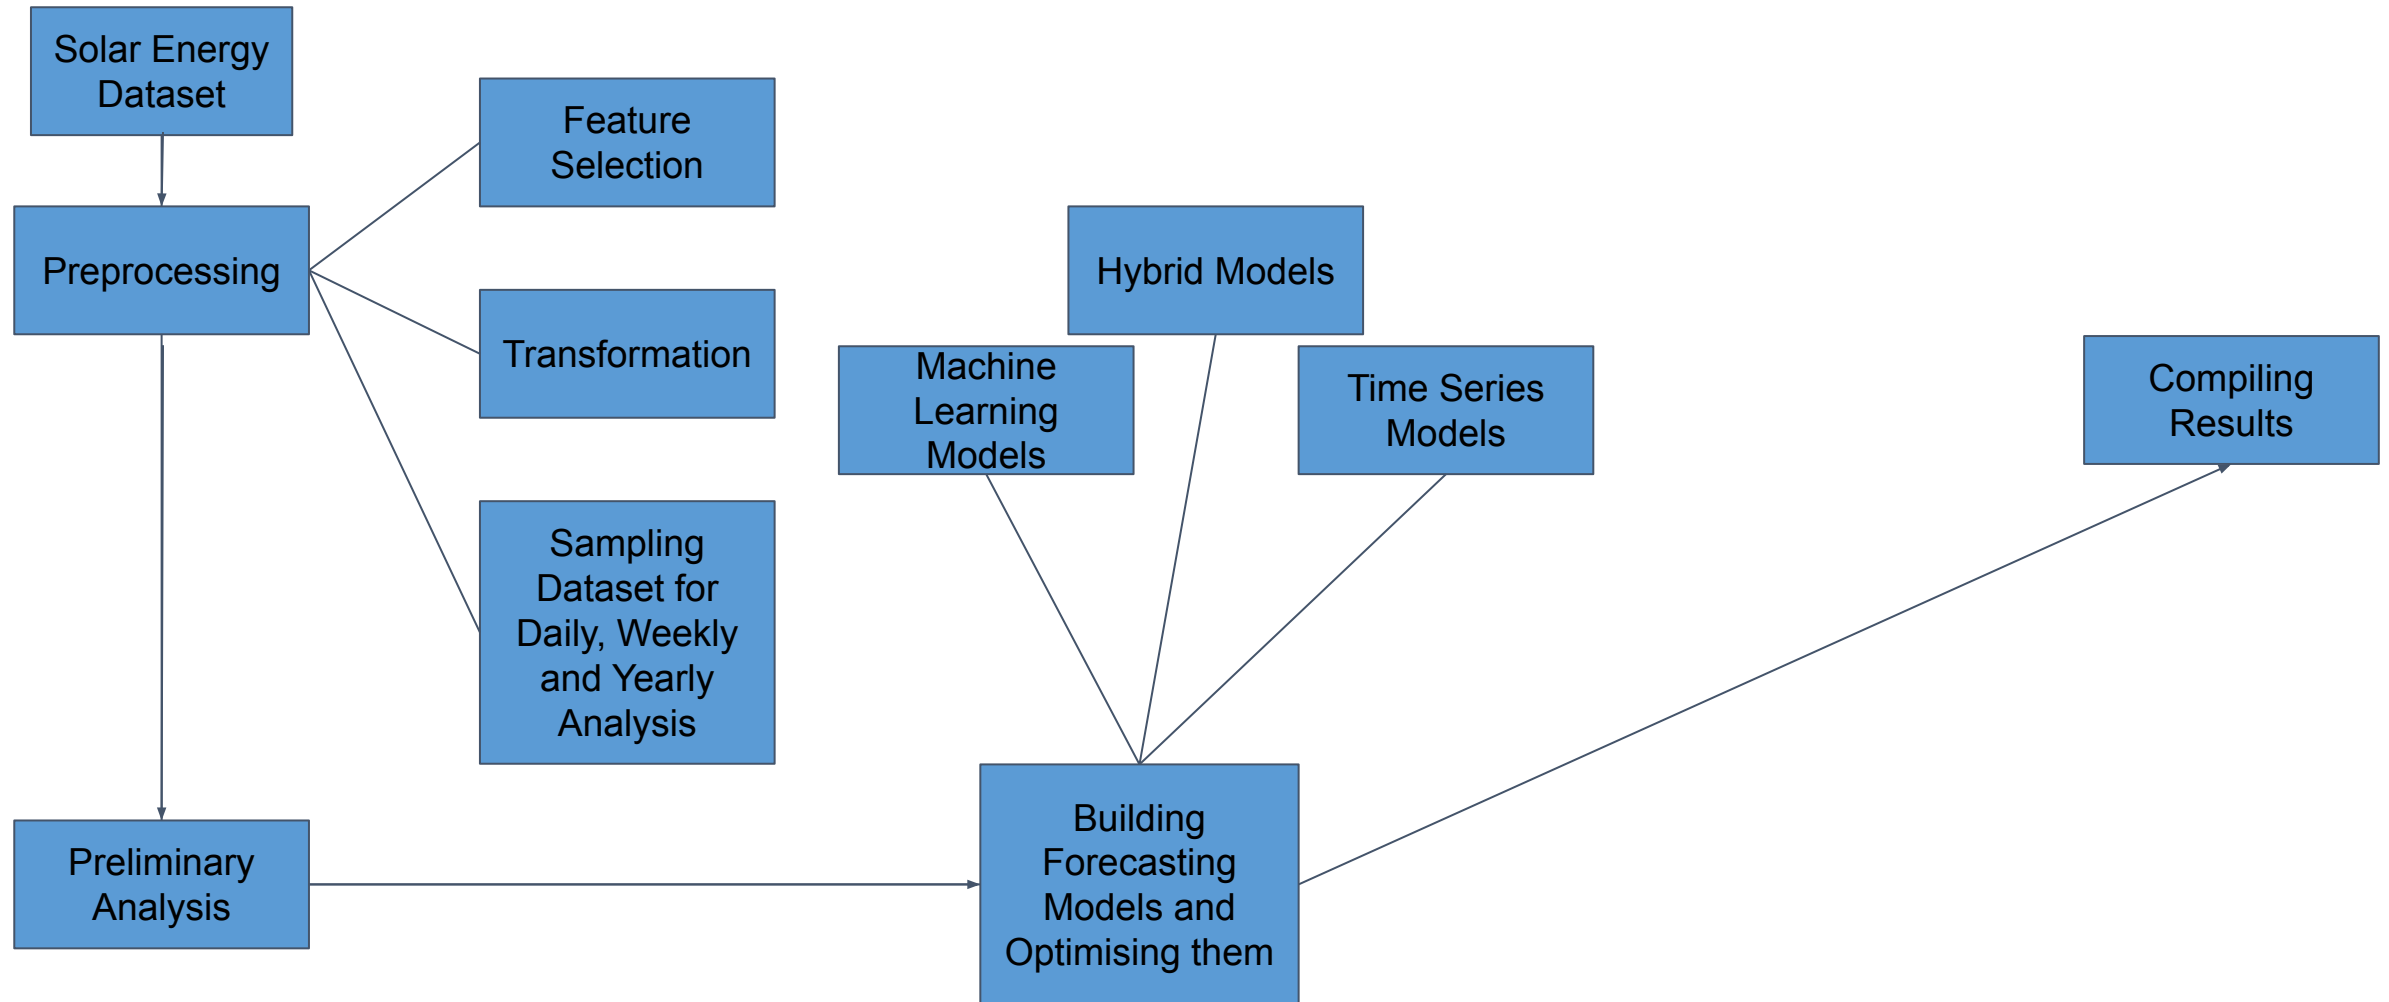 Solar Energy
Dataset
Feature
Selection
Preprocessing
Transformation
Sampling
Dataset for
Daily, Weekly
and Yearly
Analysis
Preliminary
Analysis
Hybrid Models
Machine
Learning
Models
Time Series
Models
Building
Forecasting
Models and
Optimising them
Compiling
Results